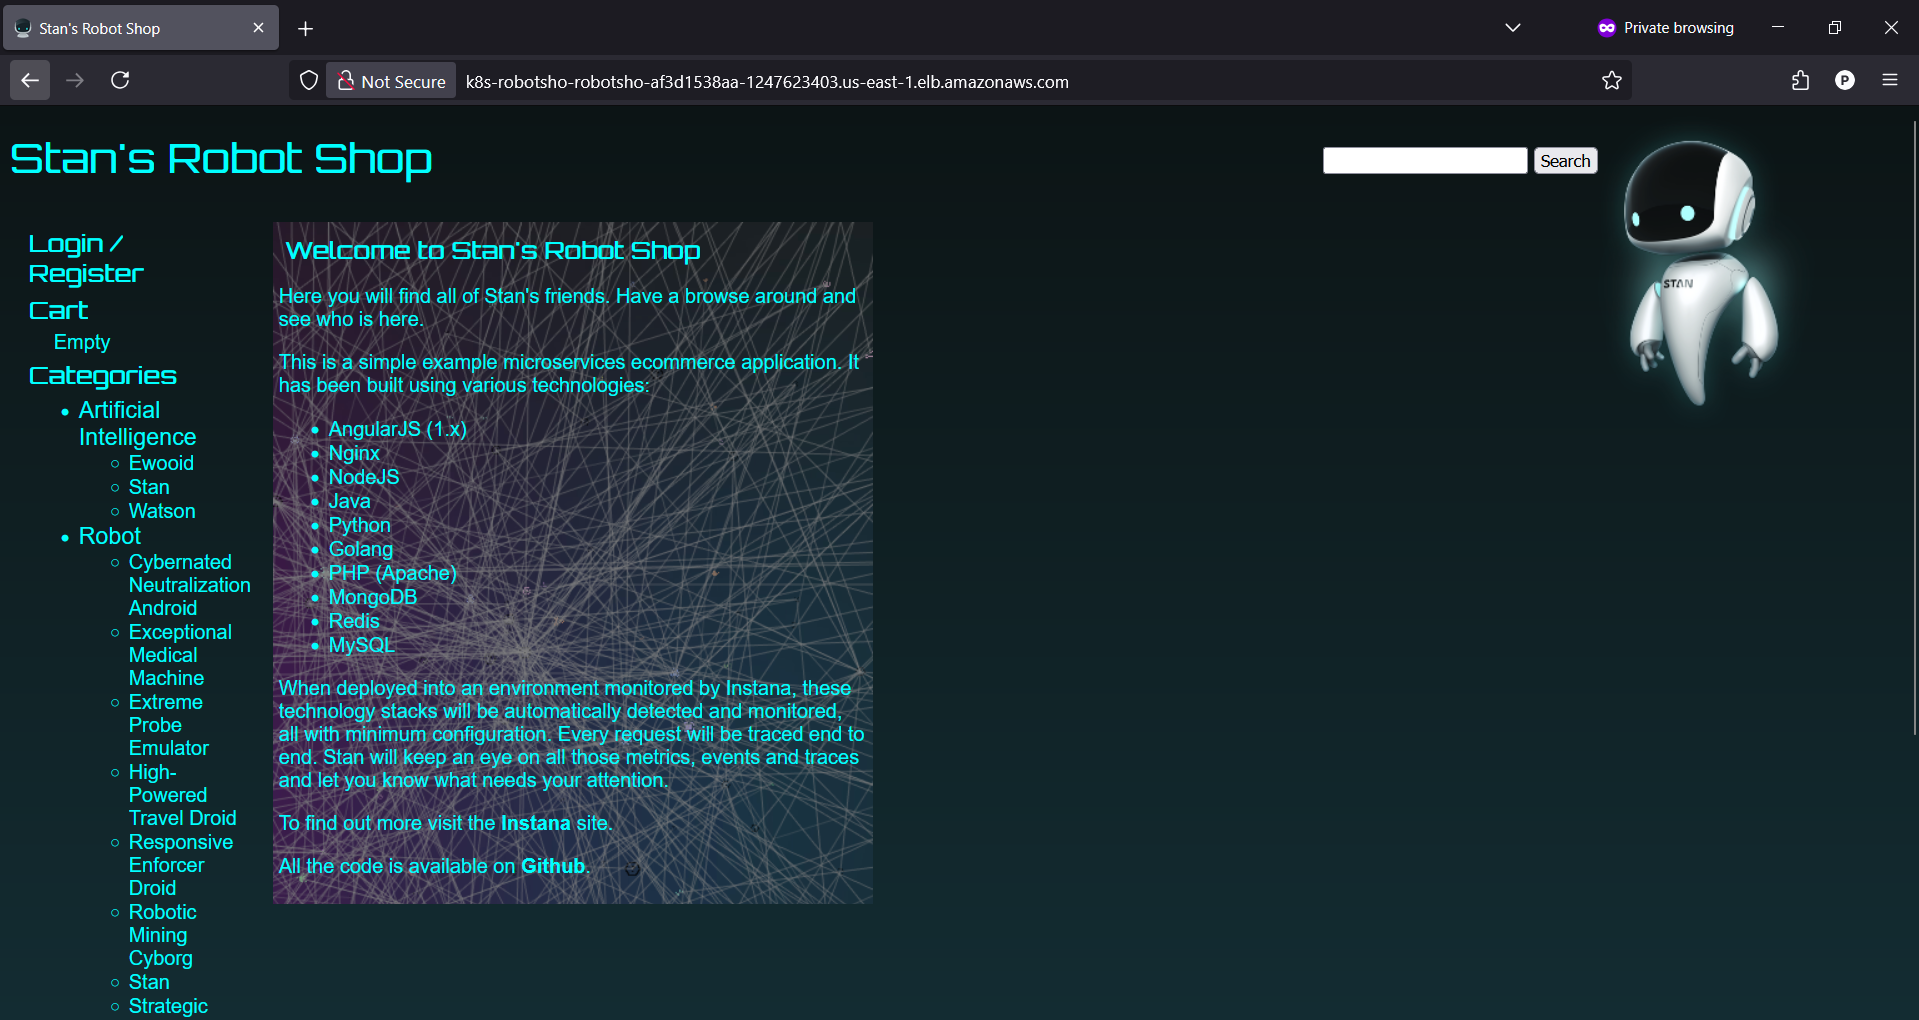 Stan's Robot Shop
Private browsing
Not Secure
k8s-robotsho-robotsho-af3d1538aa-1247623403.us-east-1.elb.amazonaws.com
P
Stan's Robot Shop
Search
STAN
Login /
Register
Cart
Empty
Categories
Artificial
Intelligence
Ewooid
Stan
Watson
Robot
Cybernated
Neutralization
Android
Exceptional
Medical
Machine
Extreme
Probe
Emulator
High-
Powered
Travel Droid
Responsive
Enforcer
Droid
Robotic
Mining
Cyborg
Stan
Strategic
Welcome to Stan's Robot Shop
Here you will find all of Stan's friends. Have a browse around and
see who is here.
This is a simple example microservices ecommerce application. It
has been built using various technologies:
AngularJS (1.x)
Nginx
NodeJS
Java
Python
Golang
PHP (Apache)
MongoDB
Redis
MySQL
When deployed into an environment monitored by Instana, these
technology stacks will be automatically detected and monitored,
all with minimum configuration. Every request will be traced end to
end. Stan will keep an eye on all those metrics, events and traces
and let you know what needs your attention.
To find out more visit the Instana site.
All the code is available on Github.